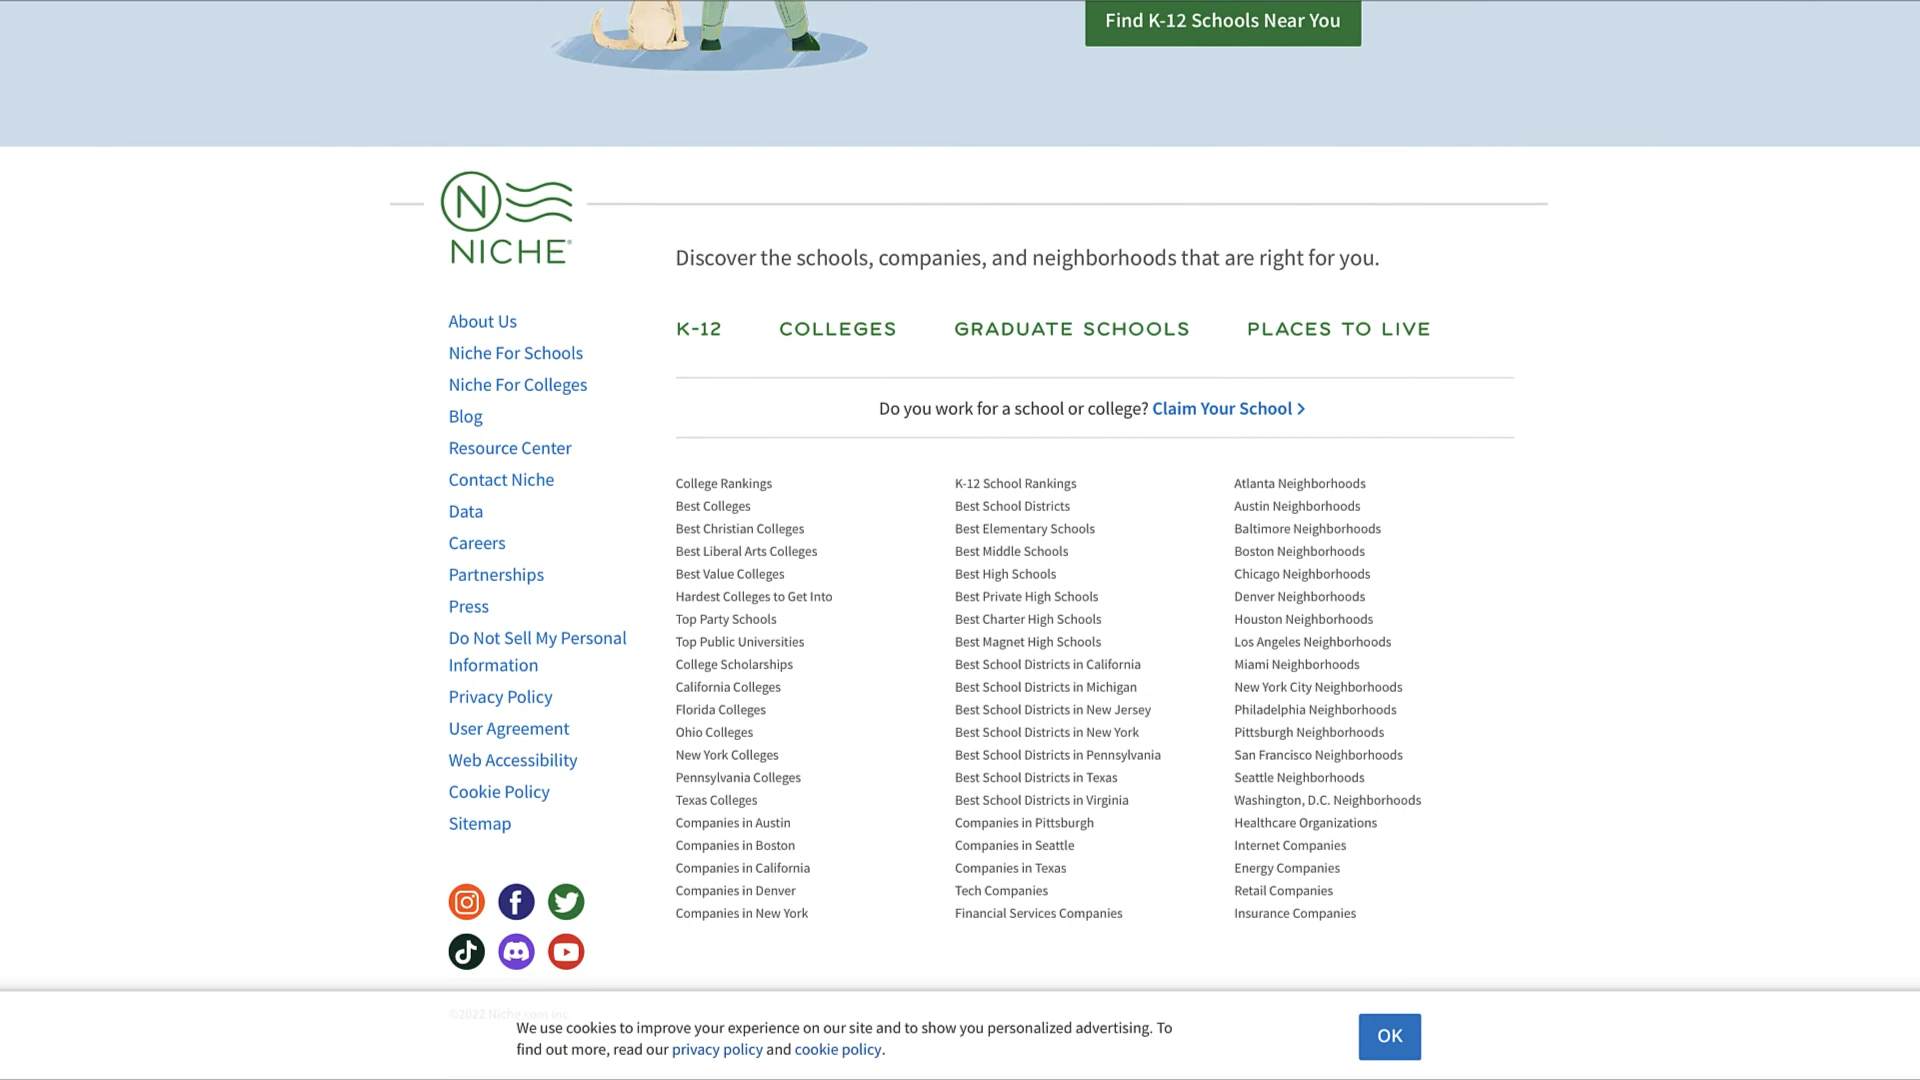 Find K-12 Schools Near You
N
NICHE
Discover the schools, companies, and neighborhoods that are right for you.
K-12
COLLEGES
GRADUATE SCHOOLS
PLACES TO LIVE
Do you work for a school or college? Claim Your School
About Us
Niche For Schools
Niche For Colleges
Blog
Resource Center
Contact Niche
Data
Careers
Partnerships
Press
Do Not Sell My Personal
Information
Privacy Policy
User Agreement
Web Accessibility
Cookie Policy
Sitemap
College Rankings
Best Colleges
Best Christian Colleges
Best Liberal Arts Colleges
Best Value Colleges
Hardest Colleges to Get Into
Top Party Schools
Top Public Universities
College Scholarships
California Colleges
Florida Colleges
Ohio Colleges
New York Colleges
Pennsylvania Colleges
Texas Colleges
Companies in Austin
Companies in Boston
Companies in California
Companies in Denver
Companies in New York
K-12 School Rankings
Best School Districts
Best Elementary Schools
Best Middle Schools
Best High Schools
Best Private High Schools
Best Charter High Schools
Best Magnet High Schools
Best School Districts in California
Best School Districts in Michigan
Best School Districts in New Jersey
Best School Districts in New York
Best School Districts in Pennsylvania
Best School Districts in Texas
Best School Districts in Virginia
Companies in Pittsburgh
Companies in Seattle
Companies in Texas
Tech Companies
Financial Services Companies
Atlanta Neighborhoods
Austin Neighborhoods
Baltimore Neighborhoods
Boston Neighborhoods
Chicago Neighborhoods
Denver Neighborhoods
Houston Neighborhoods
Los Angeles Neighborhoods
Miami Neighborhoods
New York City Neighborhoods
Philadelphia Neighborhoods
Pittsburgh Neighborhoods
San Francisco Neighborhoods
Seattle Neighborhoods
Washington, D.C. Neighborhoods
Healthcare Organizations
Internet Companies
Energy Companies
Retail Companies
Insurance Companies
©2022 Niche.com Inc.
We use cookies to improve your experience on our site and to show you personalized advertising. To
find out more, read our privacy policy and cookie policy.
OK